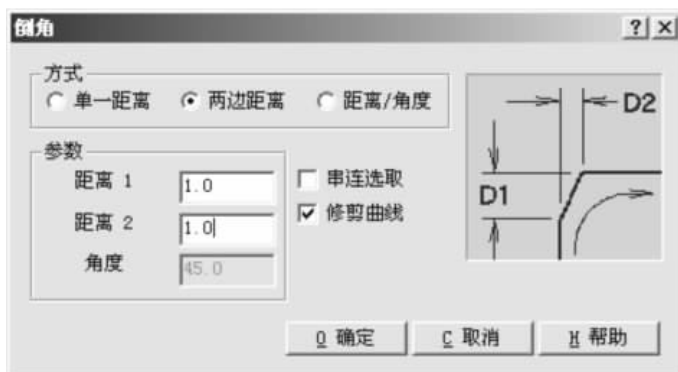 倒角
方式
单一距离 两边距离 距离/角度
参数
距离 1 1.0
距离 2 1.0
角度 45.0
串连选取
修剪曲线
D2
D1
O 确定 C 取消 H 帮助